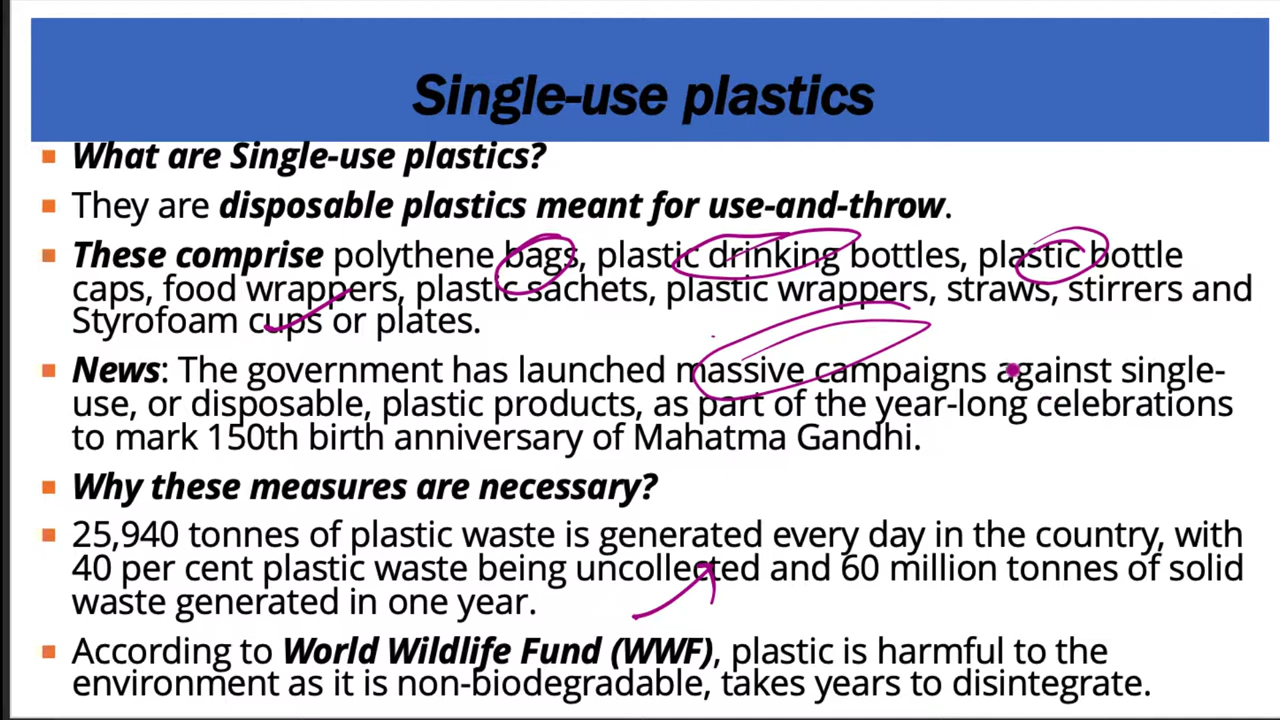 Single-use plastics
▪ What are Single-use plastics?
▪ They are disposable plastics meant for use-and-throw.
▪ These comprise polythene bags, plastic drinking bottles, plastic bottle
caps, food wrappers, plastic sachets, plastic wrappers, straws, stirrers and
Styrofoam cups or plates.
▪ News: The government has launched massive campaigns against single-
use, or disposable, plastic products, as part of the year-long celebrations
to mark 150th birth anniversary of Mahatma Gandhi.
▪ Why these measures are necessary?
▪ 25,940 tonnes of plastic waste is generated every day in the country, with
40 per cent plastic waste being uncollected and 60 million tonnes of solid
waste generated in one year.
▪ According to World Wildlife Fund (WWF), plastic is harmful to the
environment as it is non-biodegradable, takes years to disintegrate.